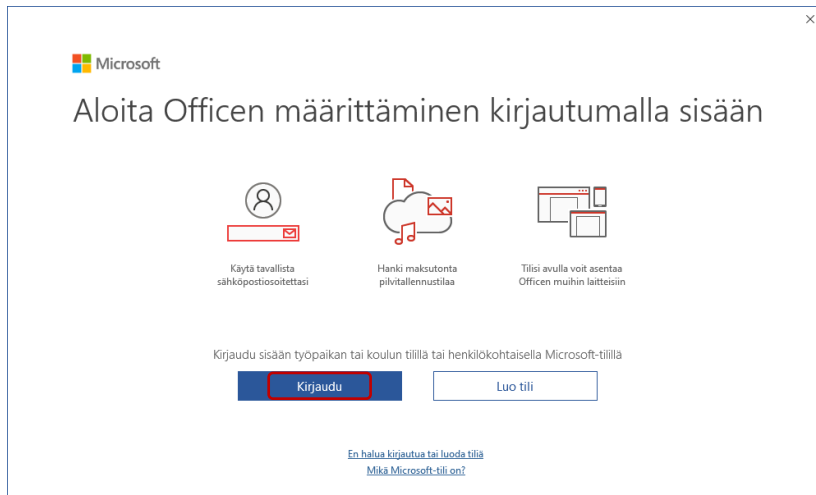 Microsoft
Aloita Officen määrittäminen kirjautumalla sisään
Käytä tavallista
sähköpostiosoitettasi
Hanki maksutonta
pilvitallennustilaa
Tilisi avulla voit asentaa
Officen muihin laitteisiin
Kirjaudu sisään työpaikan tai koulun tilillä tai henkilökohtaisella Microsoft-tilillä
Kirjaudu
Luo tili
En halua kirjautua tai luoda tiliä
Mikä Microsoft-tili on?